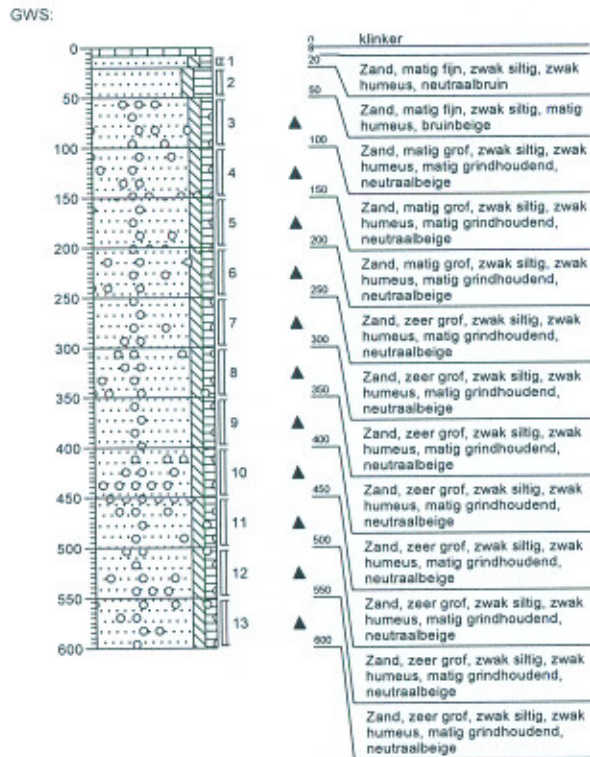 GWS:
0
50
100
150
200
250
300
350
400
450
500
550
600
1
2
3
4
5
6
7
8
9
10
11
12
13
0
klinker
8
20
Zand, matig fijn, zwak siltig, zwak
humeus, neutraalbruin
50
Zand, matig fijn, zwak siltig, matig
humeus, bruinbeige
100
Zand, matig grof, zwak siltig, zwak
humeus, matig grindhoudend,
neutraalbeige
150
Zand, matig grof, zwak siltig, zwak
humeus, matig grindhoudend,
neutraalbeige
200
Zand, matig grof, zwak siltig, zwak
humeus, matig grindhoudend,
neutraalbeige
250
Zand, zeer grof, zwak siltig, zwak
humeus, matig grindhoudend,
neutraalbeige
300
Zand, zeer grof, zwak siltig, zwak
humeus, matig grindhoudend,
neutraalbeige
350
Zand, zeer grof, zwak siltig, zwak
humeus, matig grindhoudend,
neutraalbeige
400
Zand, zeer grof, zwak siltig, zwak
humeus, matig grindhoudend,
neutraalbeige
450
Zand, zeer grof, zwak siltig, zwak
humeus, matig grindhoudend,
neutraalbeige
500
Zand, zeer grof, zwak siltig, zwak
humeus, matig grindhoudend,
neutraalbeige
550
Zand, zeer grof, zwak siltig, zwak
humeus, matig grindhoudend,
neutraalbeige
600
Zand, zeer grof, zwak siltig, zwak
humeus, matig grindhoudend,
neutraalbeige